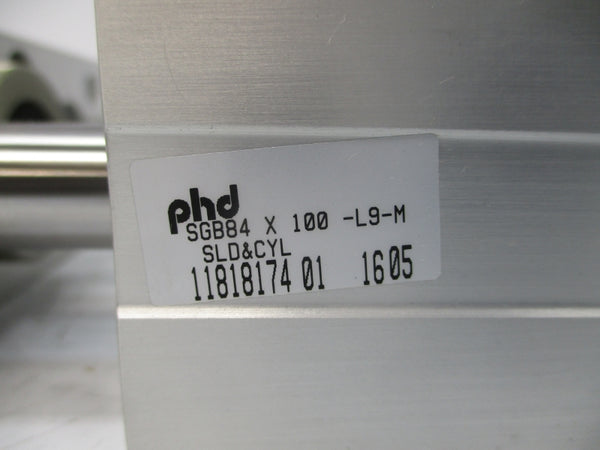 phd
SGB84 X 100 -L9-M
SLD&CYL
11818174 01 1605